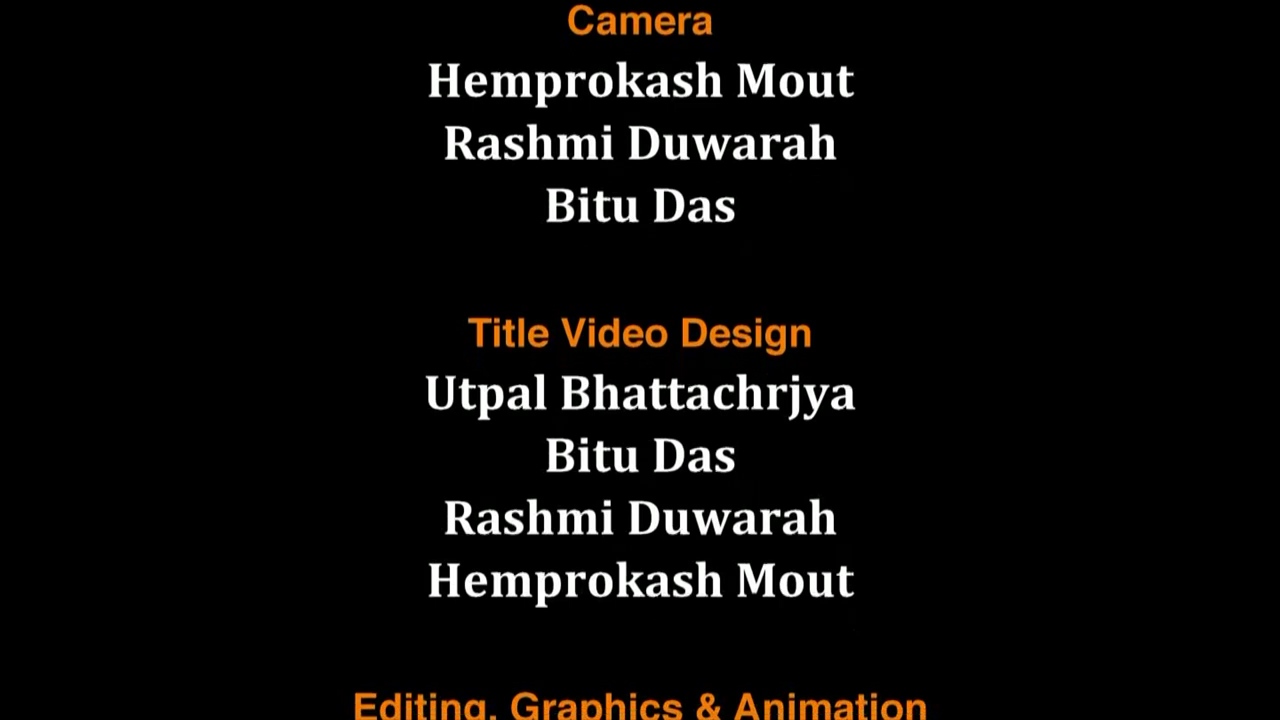 Camera
Hemprokash Mout
Rashmi Duwarah
Bitu Das
Title Video Design
Utpal Bhattachrjya
Bitu Das
Rashmi Duwarah
Hemprokash Mout
Editing, Graphics & Animation